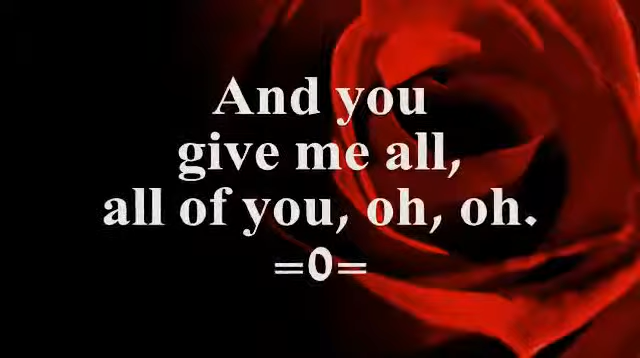 And you
give me all,
all of you, oh, oh.
=0=